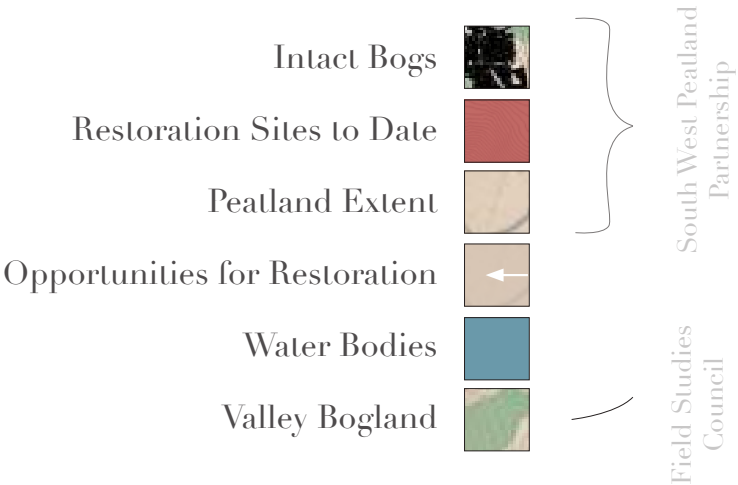 Intact Bogs
Restoration Sites to Date
Peatland Extent
Opportunities for Restoration
Water Bodies
Valley Bogland
South West Peatland
Partnership
Field Studies
Council